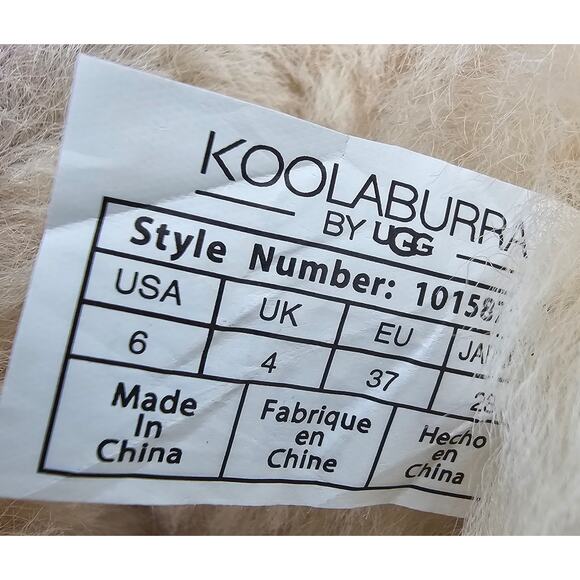 KOOLABURRA
BY UGG
Style Number: 101587
USA UK EU
6 4 37
Made Fabrique Hecho
In en en
China Chine China